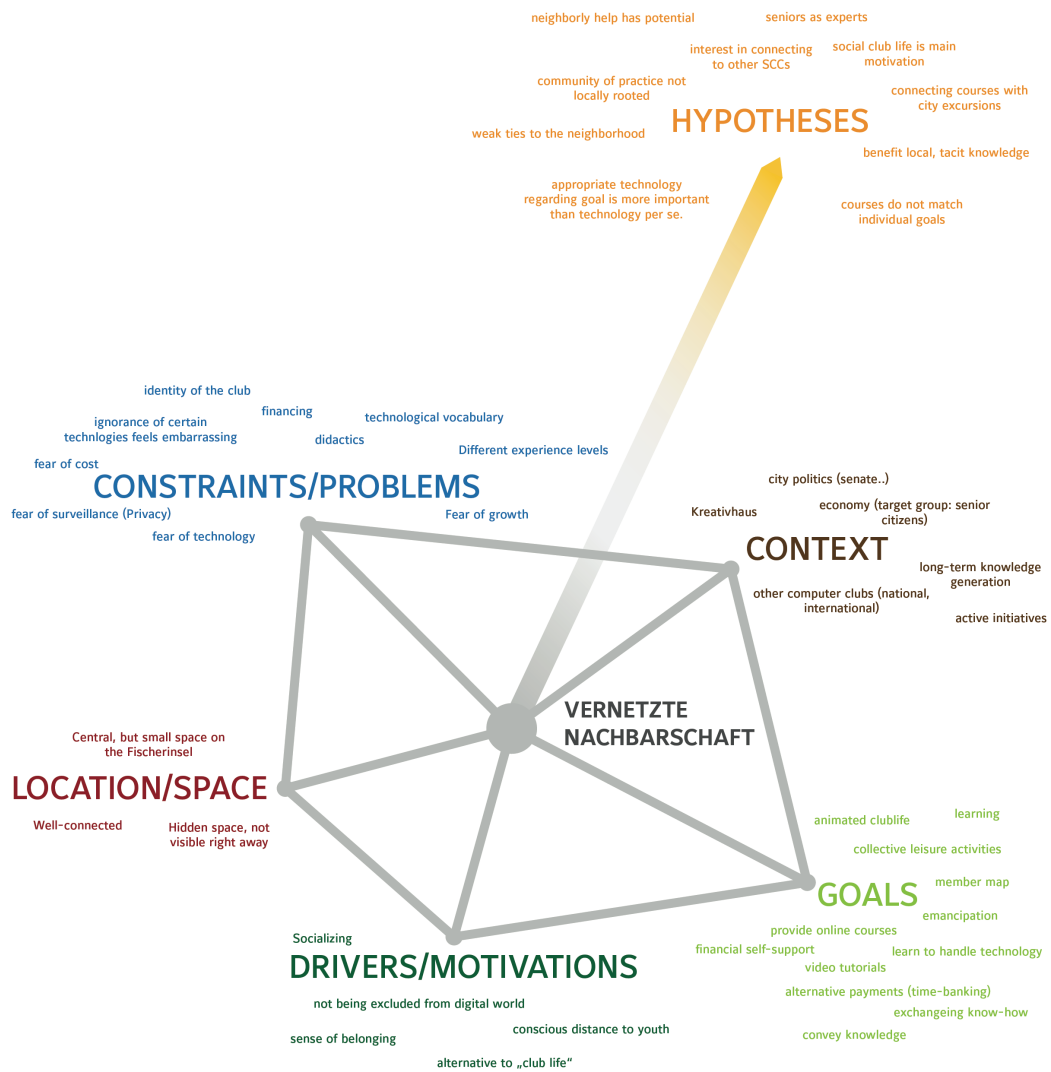 neighborly help has potential
seniors as experts
interest in connecting
to other SCCs
social club life is main
motivation
community of practice not
locally rooted
connecting courses with
city excursions
HYPOTHESES
weak ties to the neighborhood
benefit local, tacit knowledge
appropriate technology
regarding goal is more important
than technology per se.
courses do not match
individual goals
identity of the club
financing
technological vocabulary
ignorance of certain
technlogies feels embarrassing
didactics
Different experience levels
fear of cost
CONSTRAINTS/PROBLEMS
fear of surveillance (Privacy)
Fear of growth
fear of technology
city politics (senate..)
Kreativhaus
economy (target group: senior
citizens)
CONTEXT
long-term knowledge
generation
other computer clubs (national,
international)
active initiatives
VERNETZTE
NACHBARSCHAFT
Central, but small space on
the Fischerinsel
LOCATION/SPACE
Well-connected
Hidden space, not
visible right away
animated clublife
learning
collective leisure activities
member map
GOALS
emancipation
provide online courses
financial self-support
learn to handle technology
video tutorials
alternative payments (time-banking)
exchangeing know-how
convey knowledge
Socializing
DRIVERS/MOTIVATIONS
not being excluded from digital world
conscious distance to youth
sense of belonging
alternative to „club life“